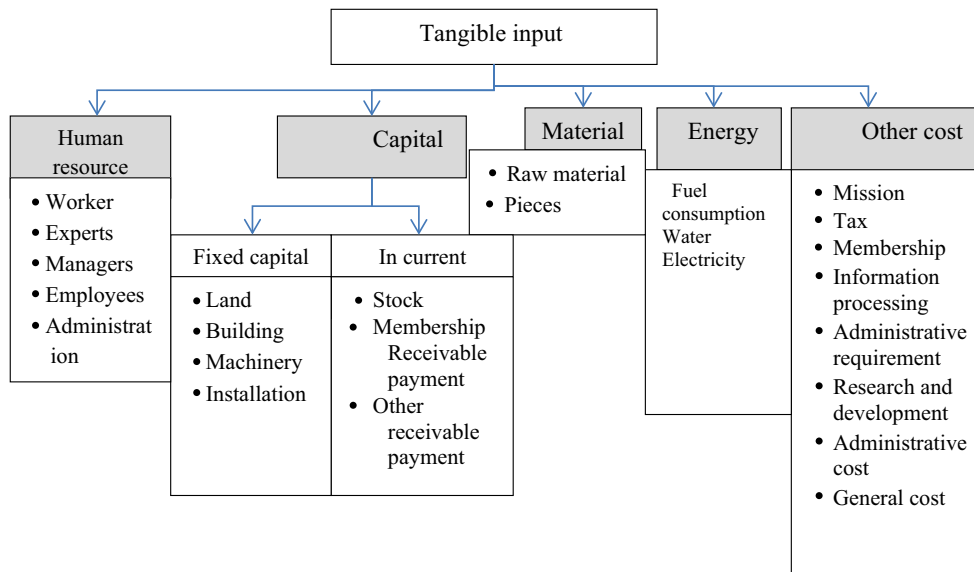 Tangible input
Human
resource
• Worker
• Experts
• Managers
• Employees
• Administrat
ion
Capital
Fixed capital
• Land
• Building
• Machinery
• Installation
In current
• Stock
• Membership
Receivable
payment
• Other
receivable
payment
Material
• Raw material
• Pieces
Energy
Fuel
consumption
Water
Electricity
Other cost
• Mission
• Tax
• Membership
• Information
processing
• Administrative
requirement
• Research and
development
• Administrative
cost
• General cost